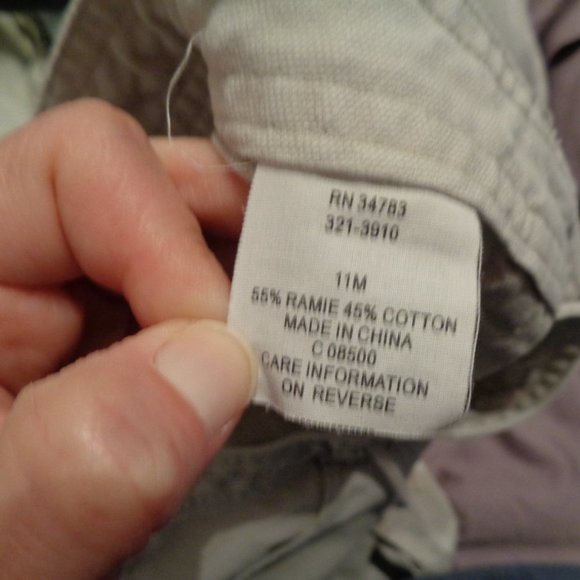 RN 34783
321-3910
11M
55% RAMIE 45% COTTON
MADE IN CHINA
C 08500
CARE INFORMATION
ON REVERSE